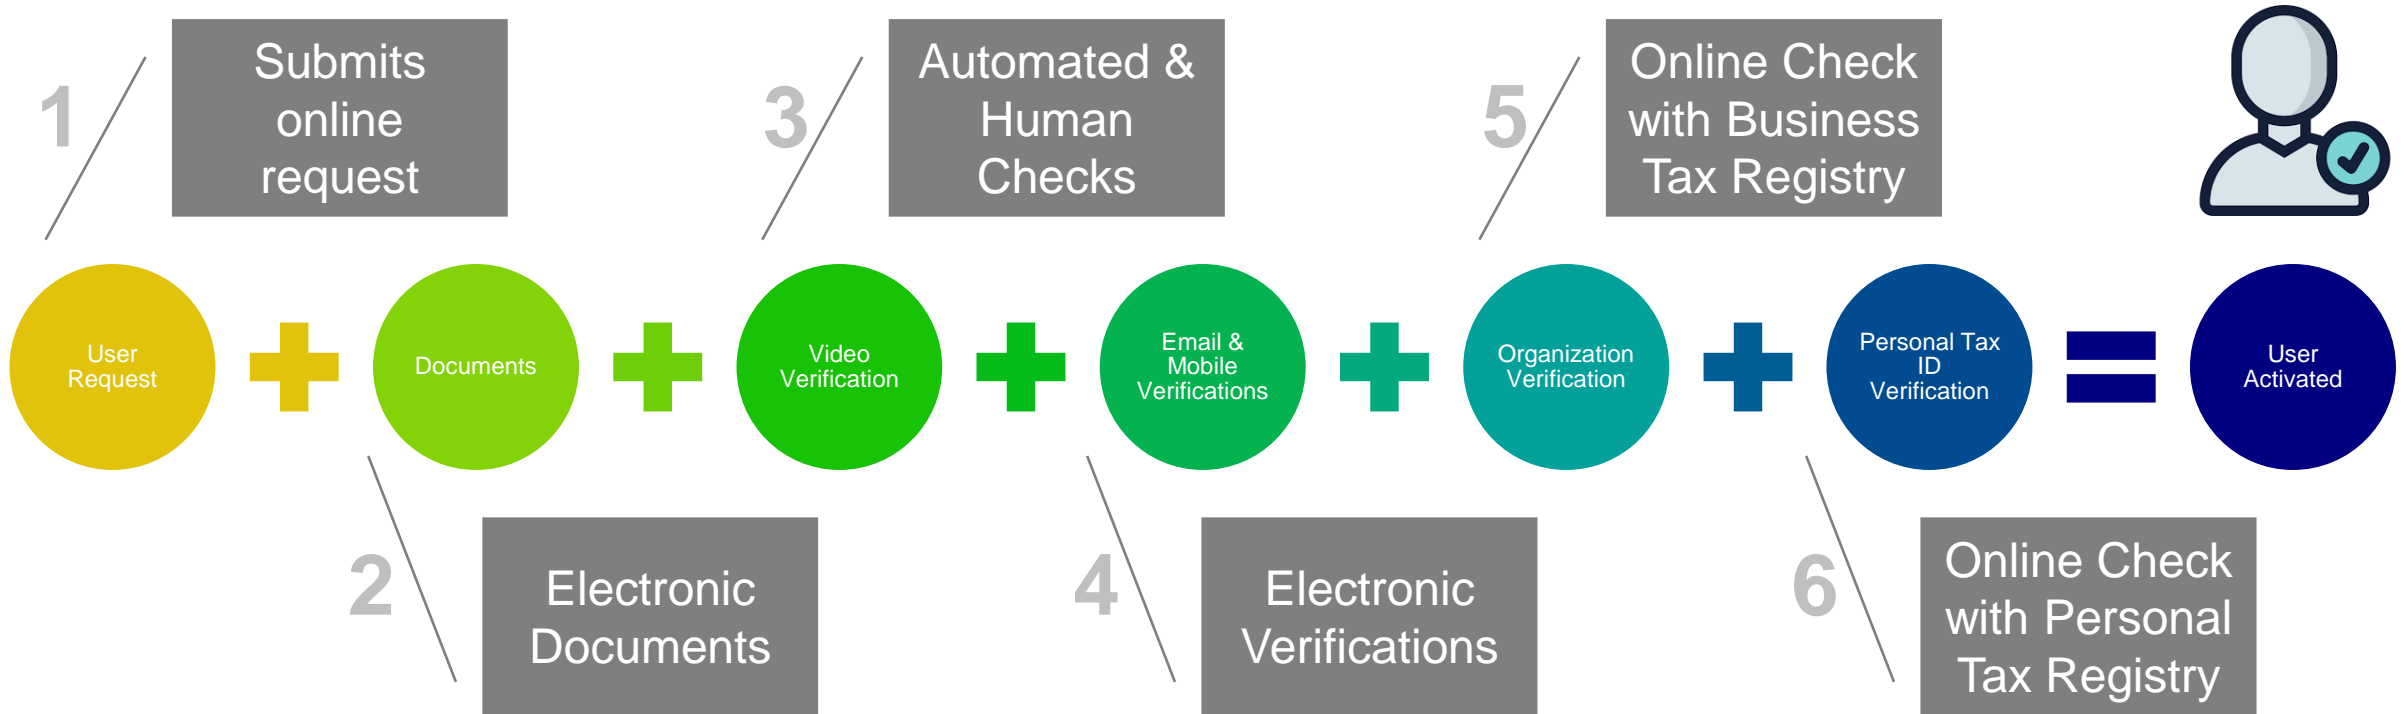 1
Submits
online
request
3
Automated &
Human
Checks
5
Online Check
with Business
Tax Registry
User
Request
Documents
Video
Verification
Email &
Mobile
Verifications
Organization
Verification
Personal Tax
ID
Verification
User
Activated
2
Electronic
Documents
4
Electronic
Verifications
6
Online Check
with Personal
Tax Registry